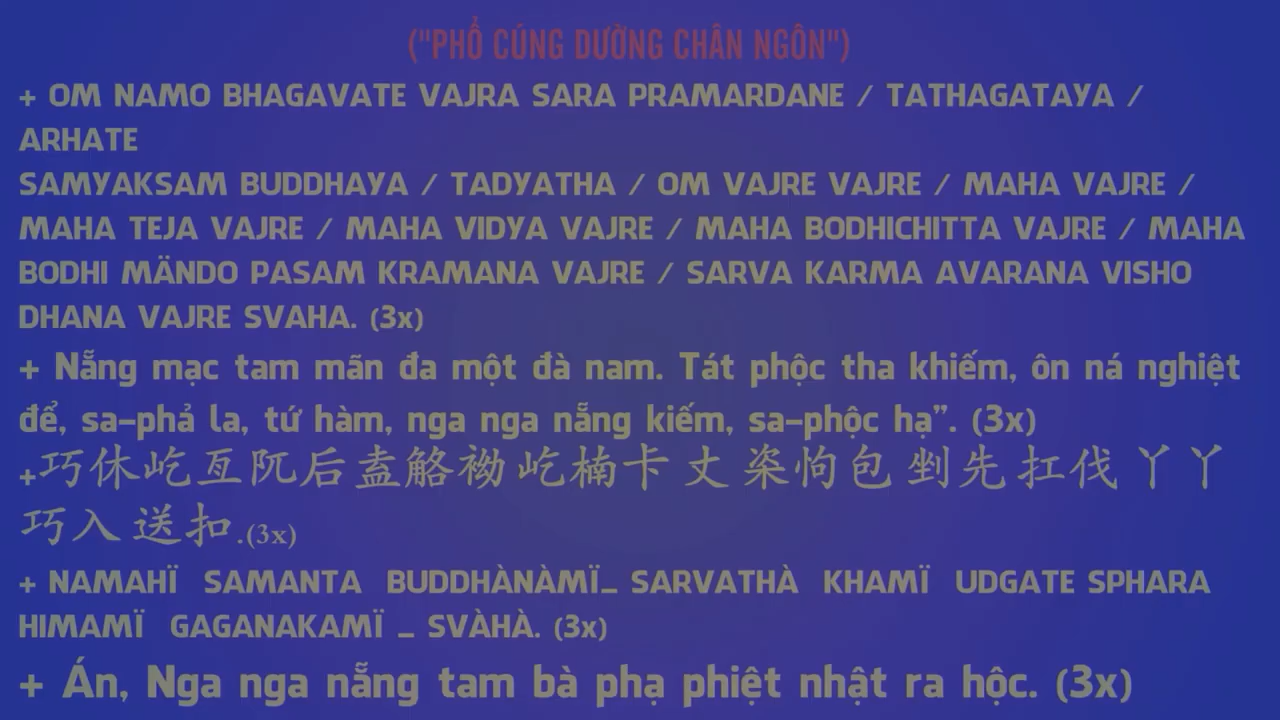 ("PHỔ CÚNG DƯỜNG CHÂN NGÔN")
+ OM NAMO BHAGAVATE VAJRA SARA PRAMARDANE / TATHAGATAYA /
ARHATE
SAMYAKSAM BUDDHAYA / TADYATHA / OM VAJRE VAJRE / MAHA VAJRE /
MAHA TEJA VAJRE / MAHA VIDYA VAJRE / MAHA BODHICHITTA VAJRE / MAHA
BODHI MÄNDO PASAM KRAMANA VAJRE / SARVA KARMA AVARANA VISHO
DHANA VAJRE SVAHA. (3x)
+ Nẵng mạc tam mãn đa một đà nam. Tát phộc tha khiếm, ôn ná nghiệt
để, sa-phả la, tứ hàm, nga nga nẵng kiếm, sa-phộc hạ”. (3x)
+巧休屹亙阢后盍觡袎屹楠卡丈 栥怐包 剉先扛伐丫丫
巧入送扣.(3x)
+ NAMAHÏ SAMANTA BUDDHÀNÀMÏ_ SARVATHÀ KHAMÏ UDGATE SPHARA
HIMAMÏ GAGANAKAMÏ _ SVÀHÀ. (3x)
+ Án, Nga nga nẵng tam bà phạ phiệt nhật ra hộc. (3x)